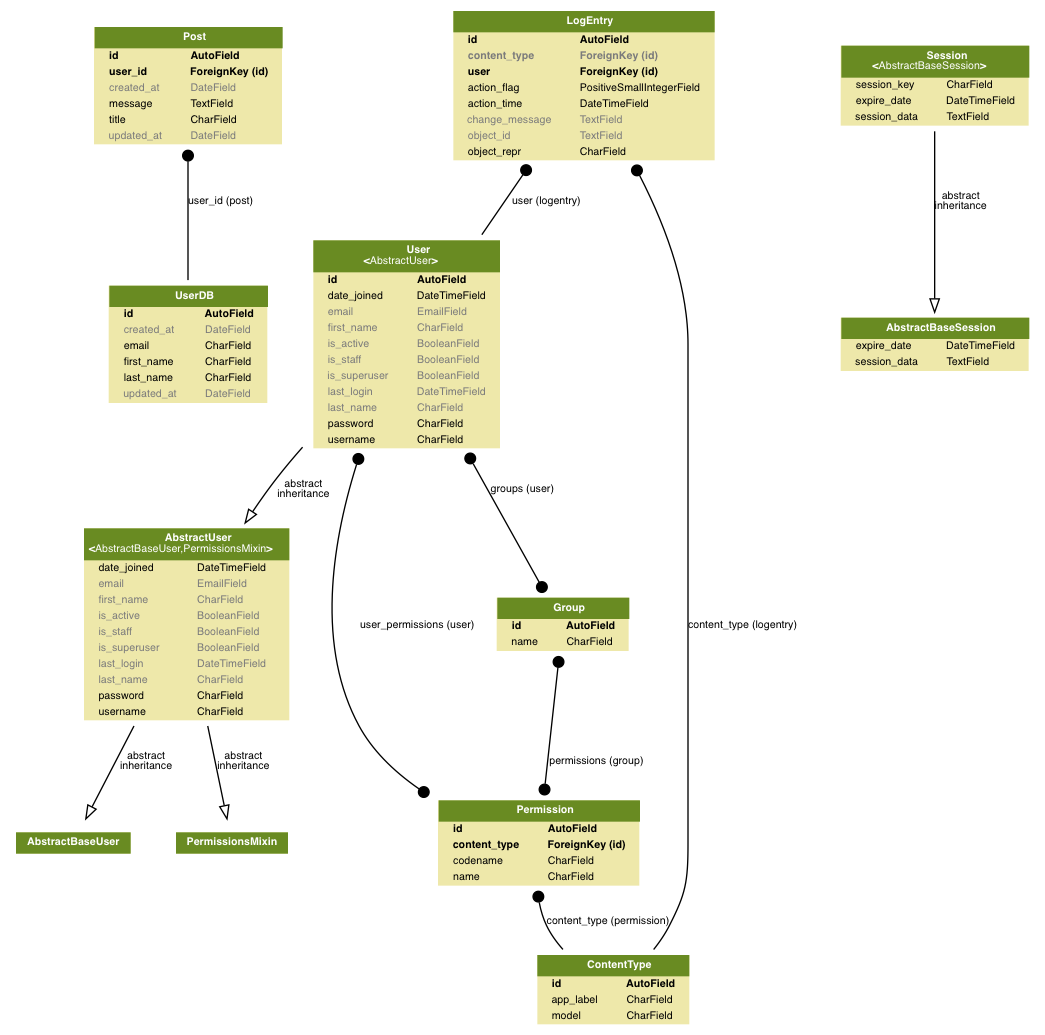 Post
id AutoField
user_id ForeignKey (id)
created_at DateField
message TextField
title CharField
updated_at DateField
user_id (post)
UserDB
id AutoField
created_at DateField
email CharField
first_name CharField
last_name CharField
updated_at DateField
LogEntry
id AutoField
content_type ForeignKey (id)
user ForeignKey (id)
action_flag PositiveSmallIntegerField
action_time DateTimeField
change_message TextField
object_id TextField
object_repr CharField
user (logentry)
content_type (logentry)
Session
<AbstractBaseSession>
session_key CharField
expire_date DateTimeField
session_data TextField
abstract
inheritance
AbstractBaseSession
expire_date DateTimeField
session_data TextField
User
<AbstractUser>
id AutoField
date_joined DateTimeField
email EmailField
first_name CharField
is_active BooleanField
is_staff BooleanField
is_superuser BooleanField
last_login DateTimeField
last_name CharField
password CharField
username CharField
abstract
inheritance
groups (user)
user_permissions (user)
AbstractUser
<AbstractBaseUser,PermissionsMixin>
date_joined DateTimeField
email EmailField
first_name CharField
is_active BooleanField
is_staff BooleanField
is_superuser BooleanField
last_login DateTimeField
last_name CharField
password CharField
username CharField
abstract
inheritance
abstract
inheritance
AbstractBaseUser
PermissionsMixin
Group
id AutoField
name CharField
permissions (group)
Permission
id AutoField
content_type ForeignKey (id)
codename CharField
name CharField
content_type (permission)
ContentType
id AutoField
app_label CharField
model CharField